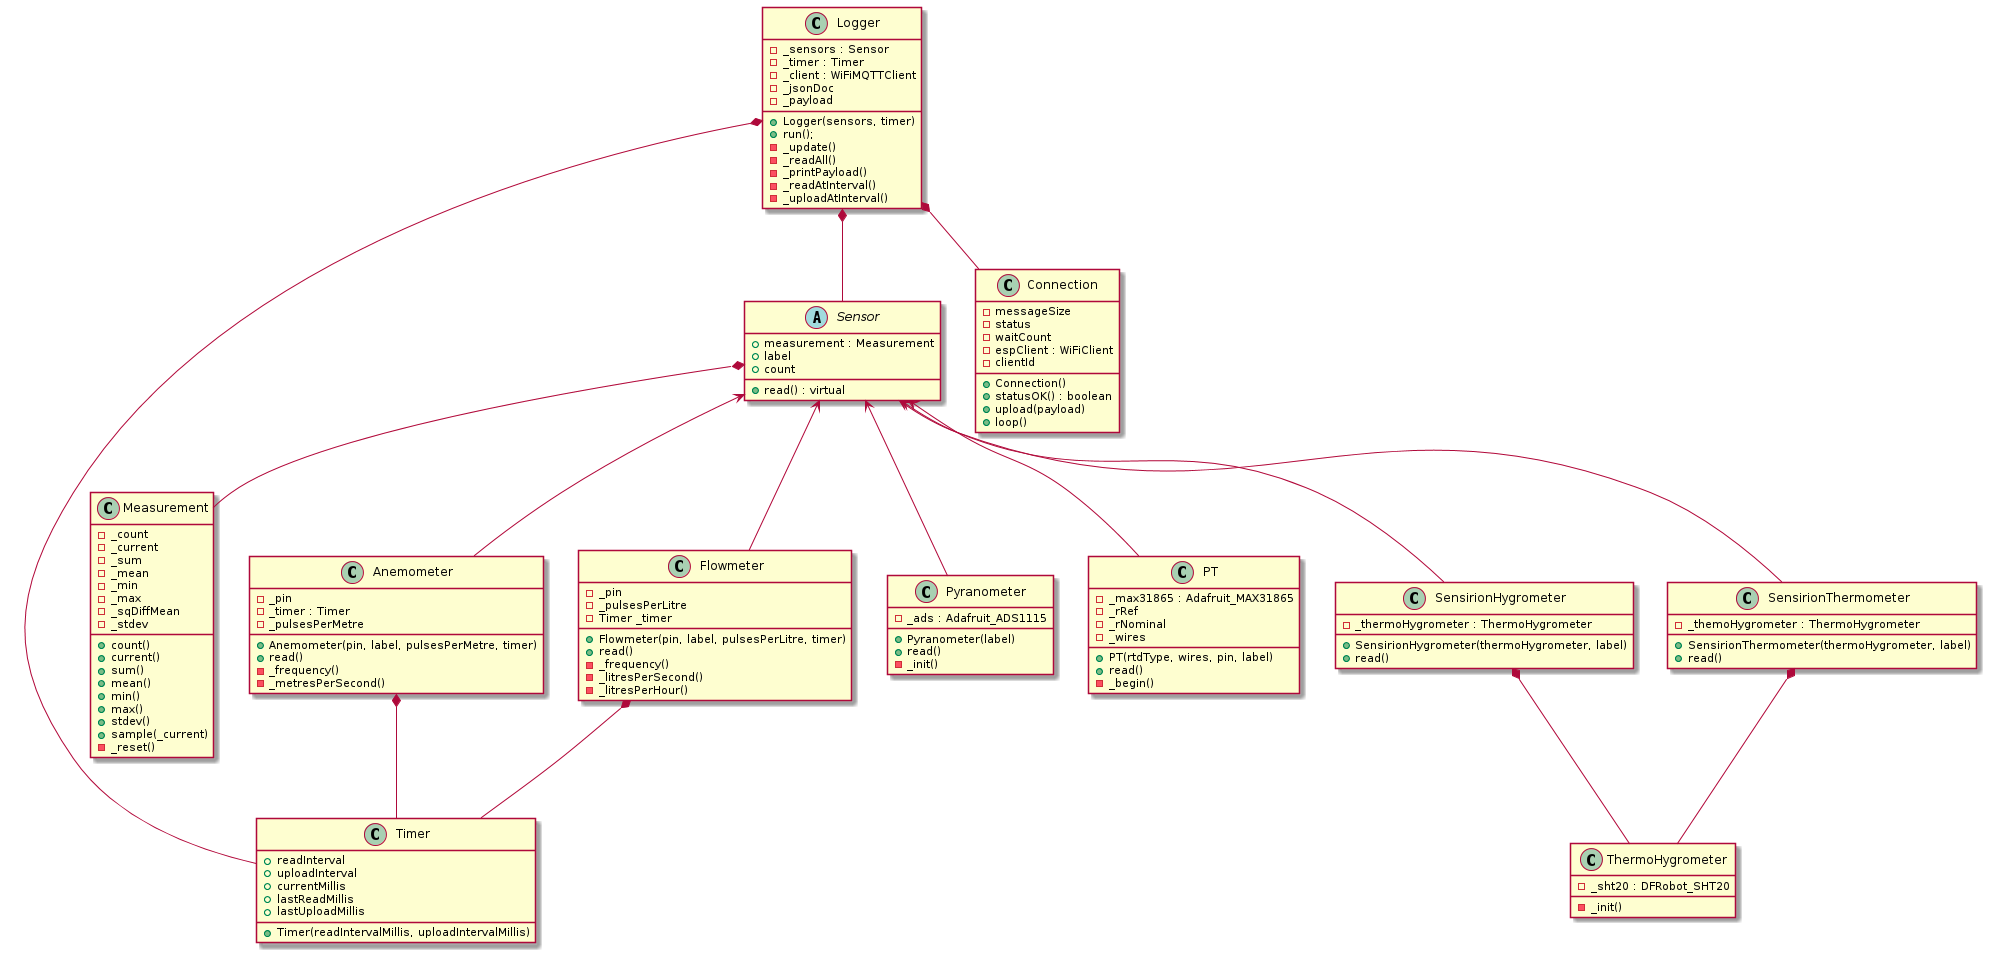 C Logger
_sensors : Sensor
_timer : Timer
_client : WiFiMQTTClient
_jsonDoc
_payload
Logger(sensors, timer)
run();
_update()
_readAll()
_printPayload()
_readAtInterval()
_uploadAtInterval()
C Connection
messageSize
status
waitCount
espClient : WiFiClient
clientId
Connection()
statusOK() : boolean
upload(payload)
loop()
A Sensor
measurement : Measurement
label
count
read() : virtual
C Measurement
_count
_current
_sum
_mean
_min
_max
_sqDiffMean
_stdev
count()
current()
sum()
mean()
min()
max()
stdev()
sample(_current)
_reset()
C Anemometer
_pin
_timer : Timer
_pulsesPerMetre
Anemometer(pin, label, pulsesPerMetre, timer)
read()
_frequency()
_metresPerSecond()
C Flowmeter
_pin
_pulsesPerLitre
Timer _timer
Flowmeter(pin, label, pulsesPerLitre, timer)
read()
_frequency()
_litresPerSecond()
_litresPerHour()
C Pyranometer
_ads : Adafruit_ADS1115
Pyranometer(label)
read()
_init()
C PT
_max31865 : Adafruit_MAX31865
_rRef
_rNominal
_wires
PT(rtdType, wires, pin, label)
read()
_begin()
C SensirionHygrometer
_thermoHygrometer : ThermoHygrometer
SensirionHygrometer(thermoHygrometer, label)
read()
C SensirionThermometer
_themoHygrometer : ThermoHygrometer
SensirionThermometer(thermoHygrometer, label)
read()
C Timer
readInterval
uploadInterval
currentMillis
lastReadMillis
lastUploadMillis
Timer(readIntervalMillis, uploadIntervalMillis)
C ThermoHygrometer
_sht20 : DFRobot_SHT20
_init()